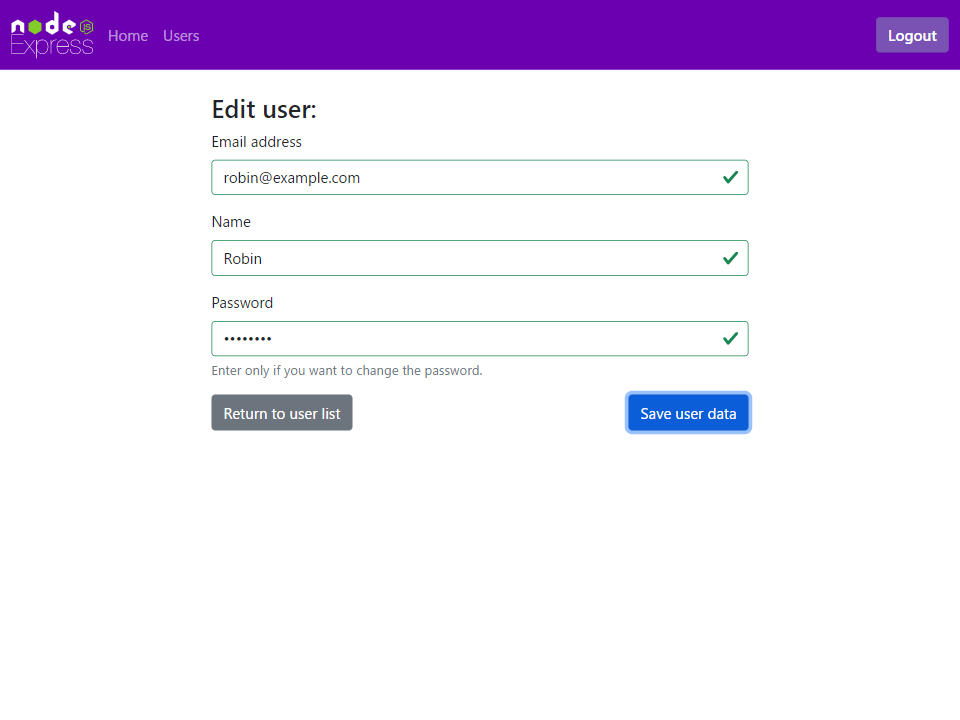 node JS
Express
Home
Users
Logout
Edit user:
Email address
robin@example.com
Name
Robin
Password
••••••••
Enter only if you want to change the password.
Return to user list
Save user data